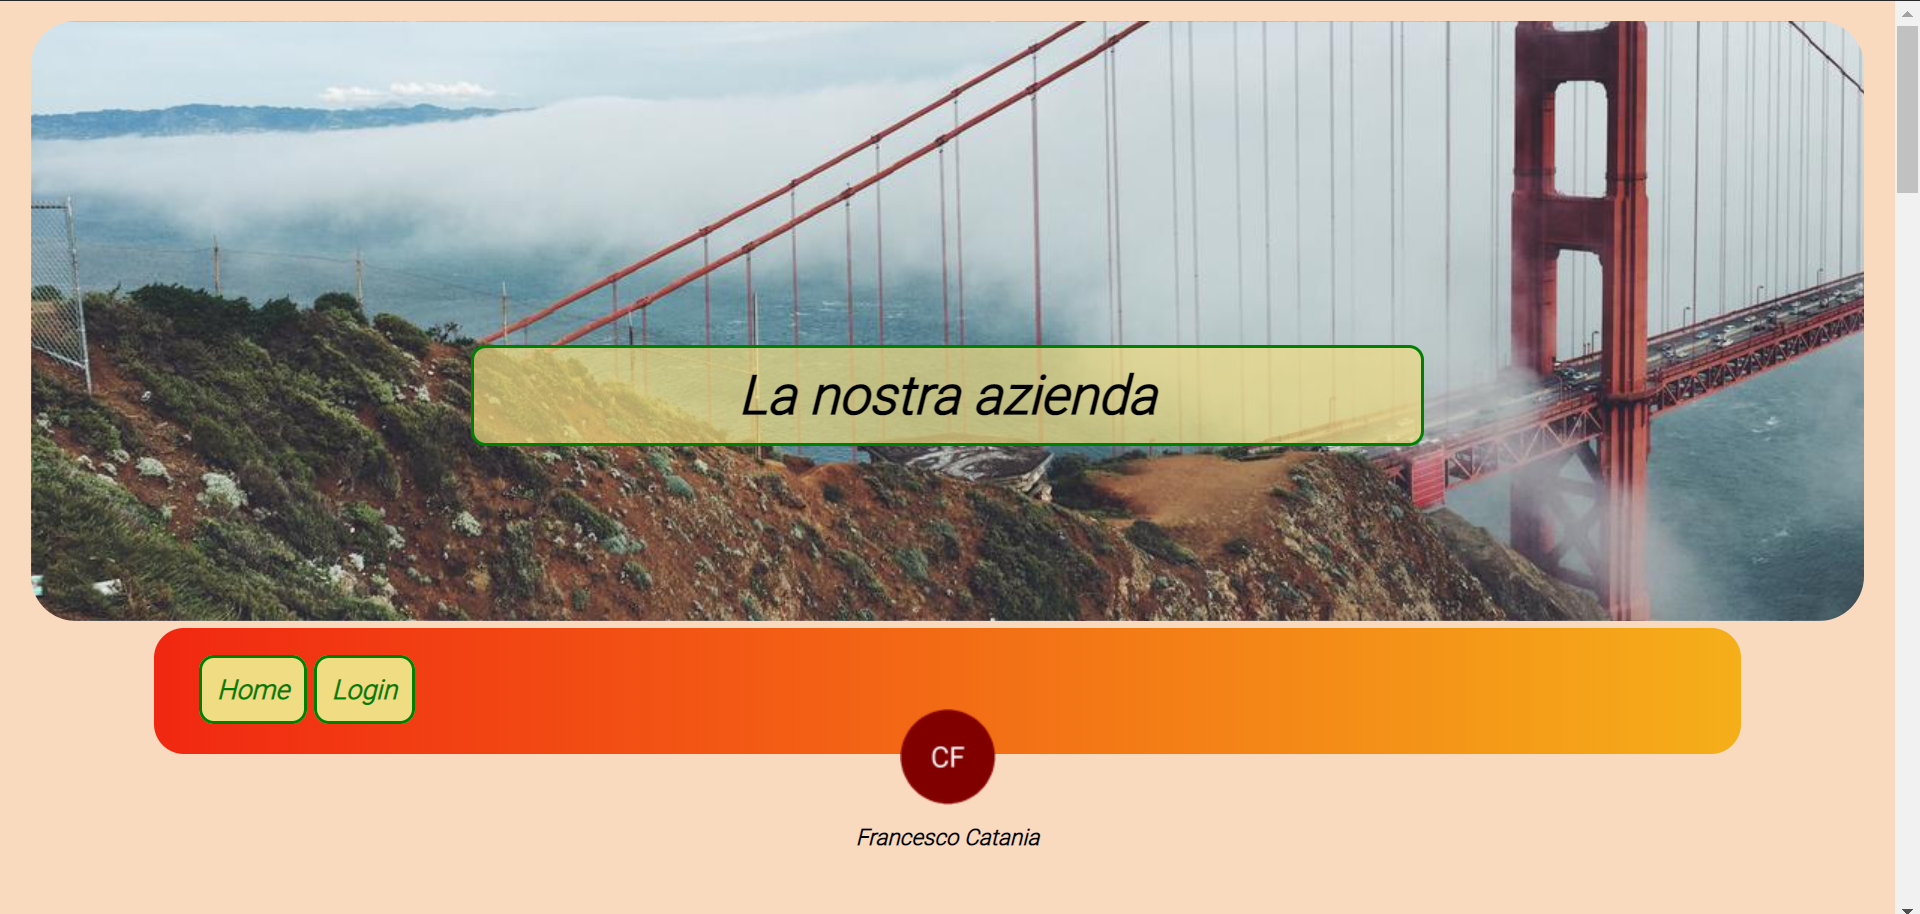 La nostra azienda
Home Login
CF
Francesco Catania